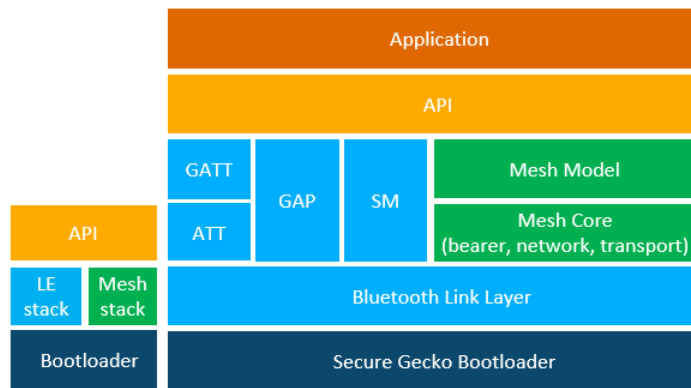 Application
API
GATT
GAP
SM
Mesh Model
ATT
Mesh Core
(bearer, network, transport)
API
LE
stack
Mesh
stack
Bluetooth Link Layer
Bootloader
Secure Gecko Bootloader